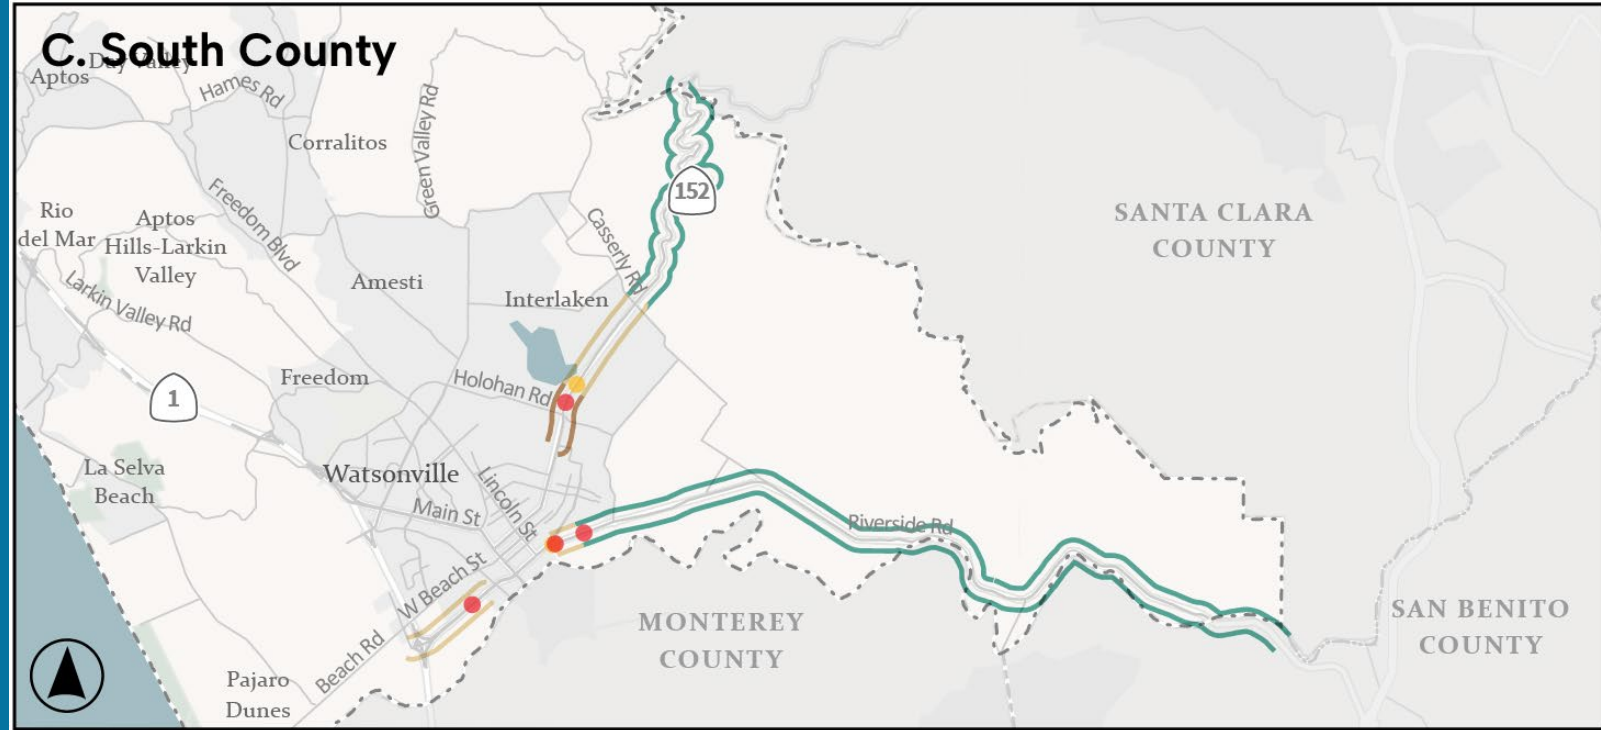 C. South County
Aptos
Day Valley
Hames Rd
Corralitos
Green Valley Rd
152
Rio
del Mar
Aptos
Hills-Larkin
Valley
Freedom Blvd
Casserly Rd
SANTA CLARA
COUNTY
Larkin Valley Rd
Amesti
Interlaken
1
Freedom
Holohan Rd
La Selva
Beach
Watsonville
Lincoln St
Main St
Riverside Rd
W Beach St
MONTEREY
COUNTY
SAN BENITO
COUNTY
Beach Rd
Pajaro
Dunes